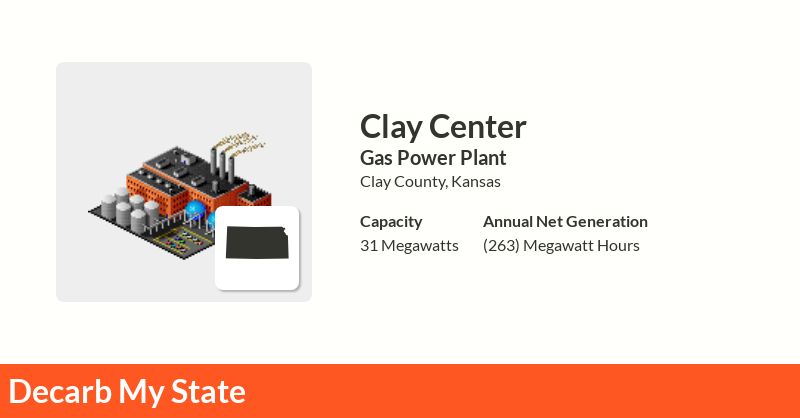 Clay Center
Gas Power Plant
Clay County, Kansas
Capacity
Annual Net Generation
31 Megawatts
(263) Megawatt Hours
Decarb My State